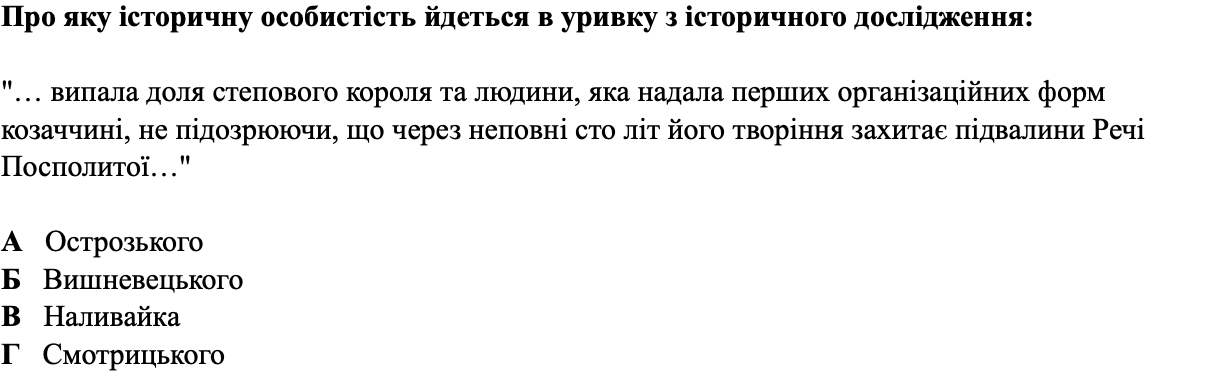 Про яку історичну особистість йдеться в уривку з історичного дослідження:
"… випала доля степового короля та людини, яка надала перших організаційних форм
козаччині, не підозрюючи, що через неповні сто літ його творіння захитає підвалини Речі
Посполитої…"
А Острозького
Б Вишневецького
В Наливайка
Г Смотрицького